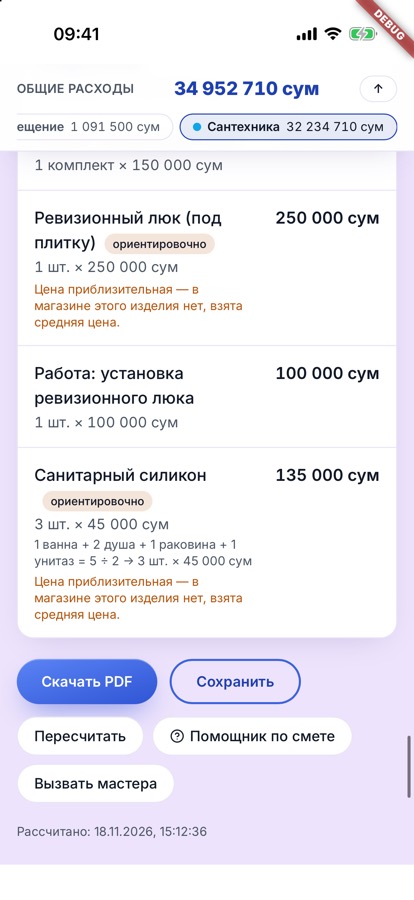 09:41
DEBUG
ОБЩИЕ РАСХОДЫ 34 952 710 сум
ещение 1 091 500 сум Сантехника 32 234 710 сум
1 комплект × 150 000 сум
Ревизионный люк (под 250 000 сум
плитку) ориентировочно
1 шт. × 250 000 сум
Цена приблизительная — в
магазине этого изделия нет, взята
средняя цена.
Работа: установка 100 000 сум
ревизионного люка
1 шт. × 100 000 сум
Санитарный силикон 135 000 сум
ориентировочно
3 шт. × 45 000 сум
1 ванна + 2 душа + 1 раковина + 1
унитаз = 5 ÷ 2 → 3 шт. × 45 000 сум
Цена приблизительная — в
магазине этого изделия нет, взята
средняя цена.
Скачать PDF Сохранить
Пересчитать Помощник по смете
Вызвать мастера
Рассчитано: 18.11.2026, 15:12:36